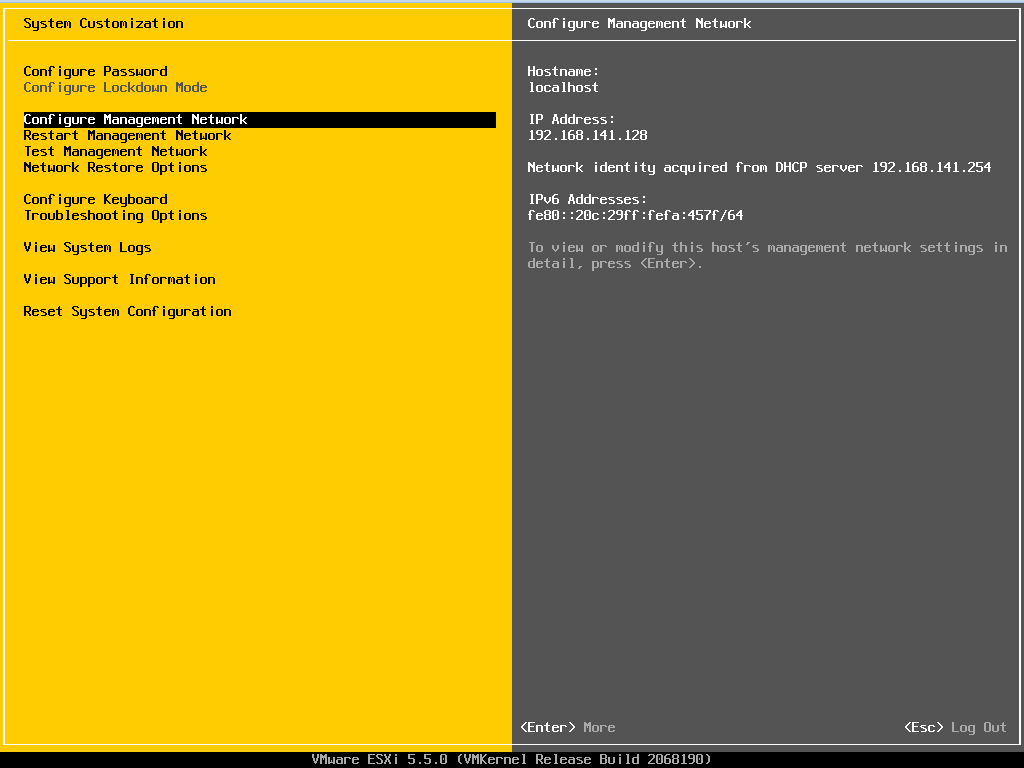 System Customization
Configure Password
Configure Lockdown Mode
Configure Management Network
Restart Management Network
Test Management Network
Network Restore Options
Configure Keyboard
Troubleshooting Options
View System Logs
View Support Information
Reset System Configuration
Configure Management Network
Hostname:
localhost
IP Address:
192.168.141.128
Network identity acquired from DHCP server 192.168.141.254
IPv6 Addresses:
fe80::20c:29ff:fefa:457f/64
To view or modify this host's management network settings in
detail, press <Enter>.
<Enter> More
<Esc> Log Out
VMware ESXi 5.5.0 (VMKernel Release Build 2068190)